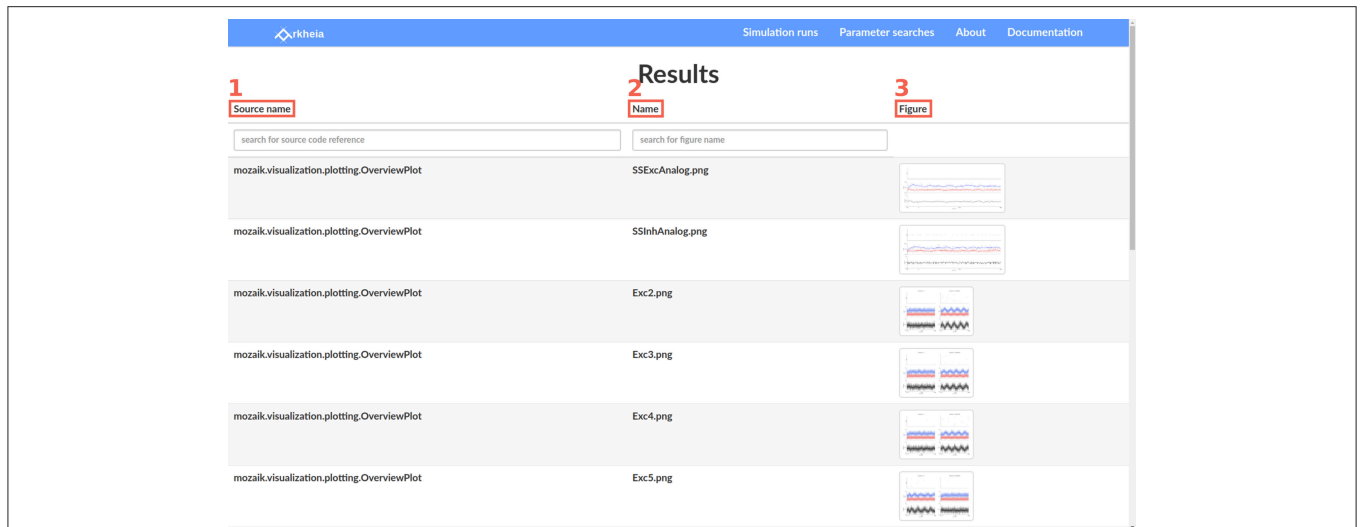 rkheia Simulation runs Parameter searches About Documentation
Results
1 2 3
Source name Name Figure
search for source code reference search for figure name
mozaik.visualization.plotting.OverviewPlot SSExcAnalog.png
mozaik.visualization.plotting.OverviewPlot SSInhAnalog.png
mozaik.visualization.plotting.OverviewPlot Exc2.png
mozaik.visualization.plotting.OverviewPlot Exc3.png
mozaik.visualization.plotting.OverviewPlot Exc4.png
mozaik.visualization.plotting.OverviewPlot Exc5.png